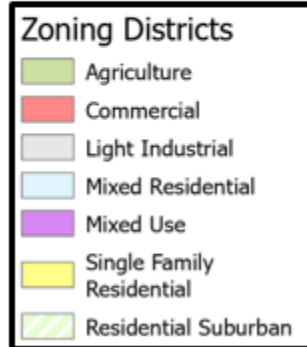 Zoning Districts
Agriculture
Commercial
Light Industrial
Mixed Residential
Mixed Use
Single Family
Residential
Residential Suburban